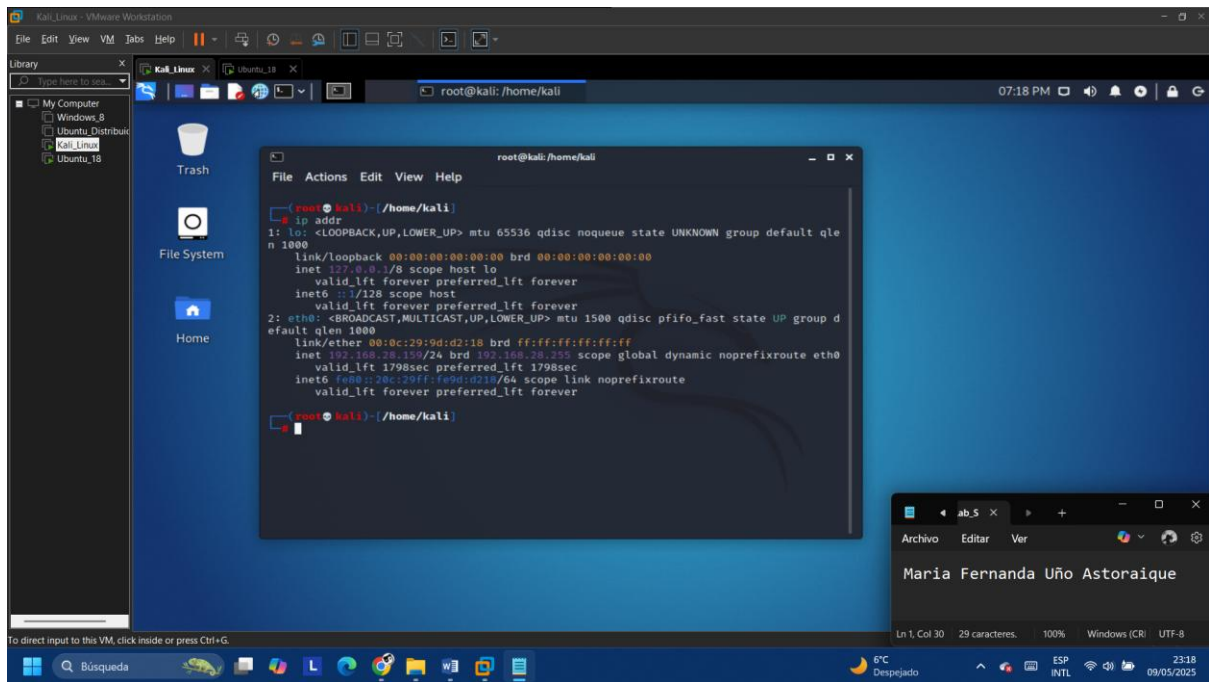 Kali_Linux - VMware Workstation
File Edit View VM Tabs Help
Library
Type here to sea...
My Computer
Windows_8
Ubuntu_Distribuic
Kali_Linux
Ubuntu_18
Kali_Linux
Ubuntu_18
root@kali: /home/kali
07:18 PM
Trash
File System
Home
root@kali: /home/kali
File Actions Edit View Help
(root kali)-[/home/kali]
# ip addr
1: lo: <LOOPBACK,UP,LOWER_UP> mtu 65536 qdisc noqueue state UNKNOWN group default qle
n 1000
link/loopback 00:00:00:00:00:00 brd 00:00:00:00:00:00
inet 127.0.0.1/8 scope host lo
valid_lft forever preferred_lft forever
inet6 ::1/128 scope host
valid_lft forever preferred_lft forever
2: eth0: <BROADCAST,MULTICAST,UP,LOWER_UP> mtu 1500 qdisc pfifo_fast state UP group d
efault qlen 1000
link/ether 00:0c:29:9d:d2:18 brd ff:ff:ff:ff:ff:ff
inet 192.168.28.159/24 brd 192.168.28.255 scope global dynamic noprefixroute eth0
valid_lft 1798sec preferred_lft 1798sec
inet6 fe80::20c:29ff:fe9d:d218/64 scope link noprefixroute
valid_lft forever preferred_lft forever
(root kali)-[/home/kali]
#
ab_S
Archivo Editar Ver
Maria Fernanda Uño Astoraique
Ln 1, Col 30 29 caracteres. 100% Windows (CRI UTF-8
To direct input to this VM, click inside or press Ctrl+G.
Búsqueda
6°C
Despejado
ESP
INTL
23:18
09/05/2025